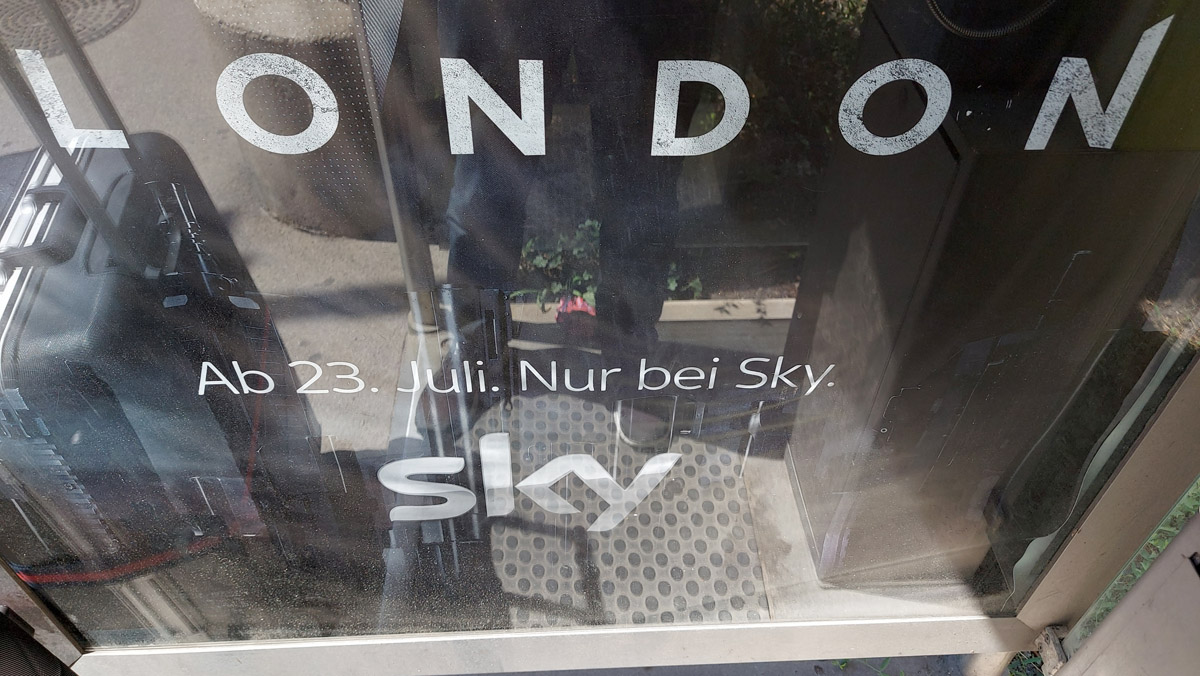 LONDON
Ab 23. Juli. Nur bei Sky.
sky